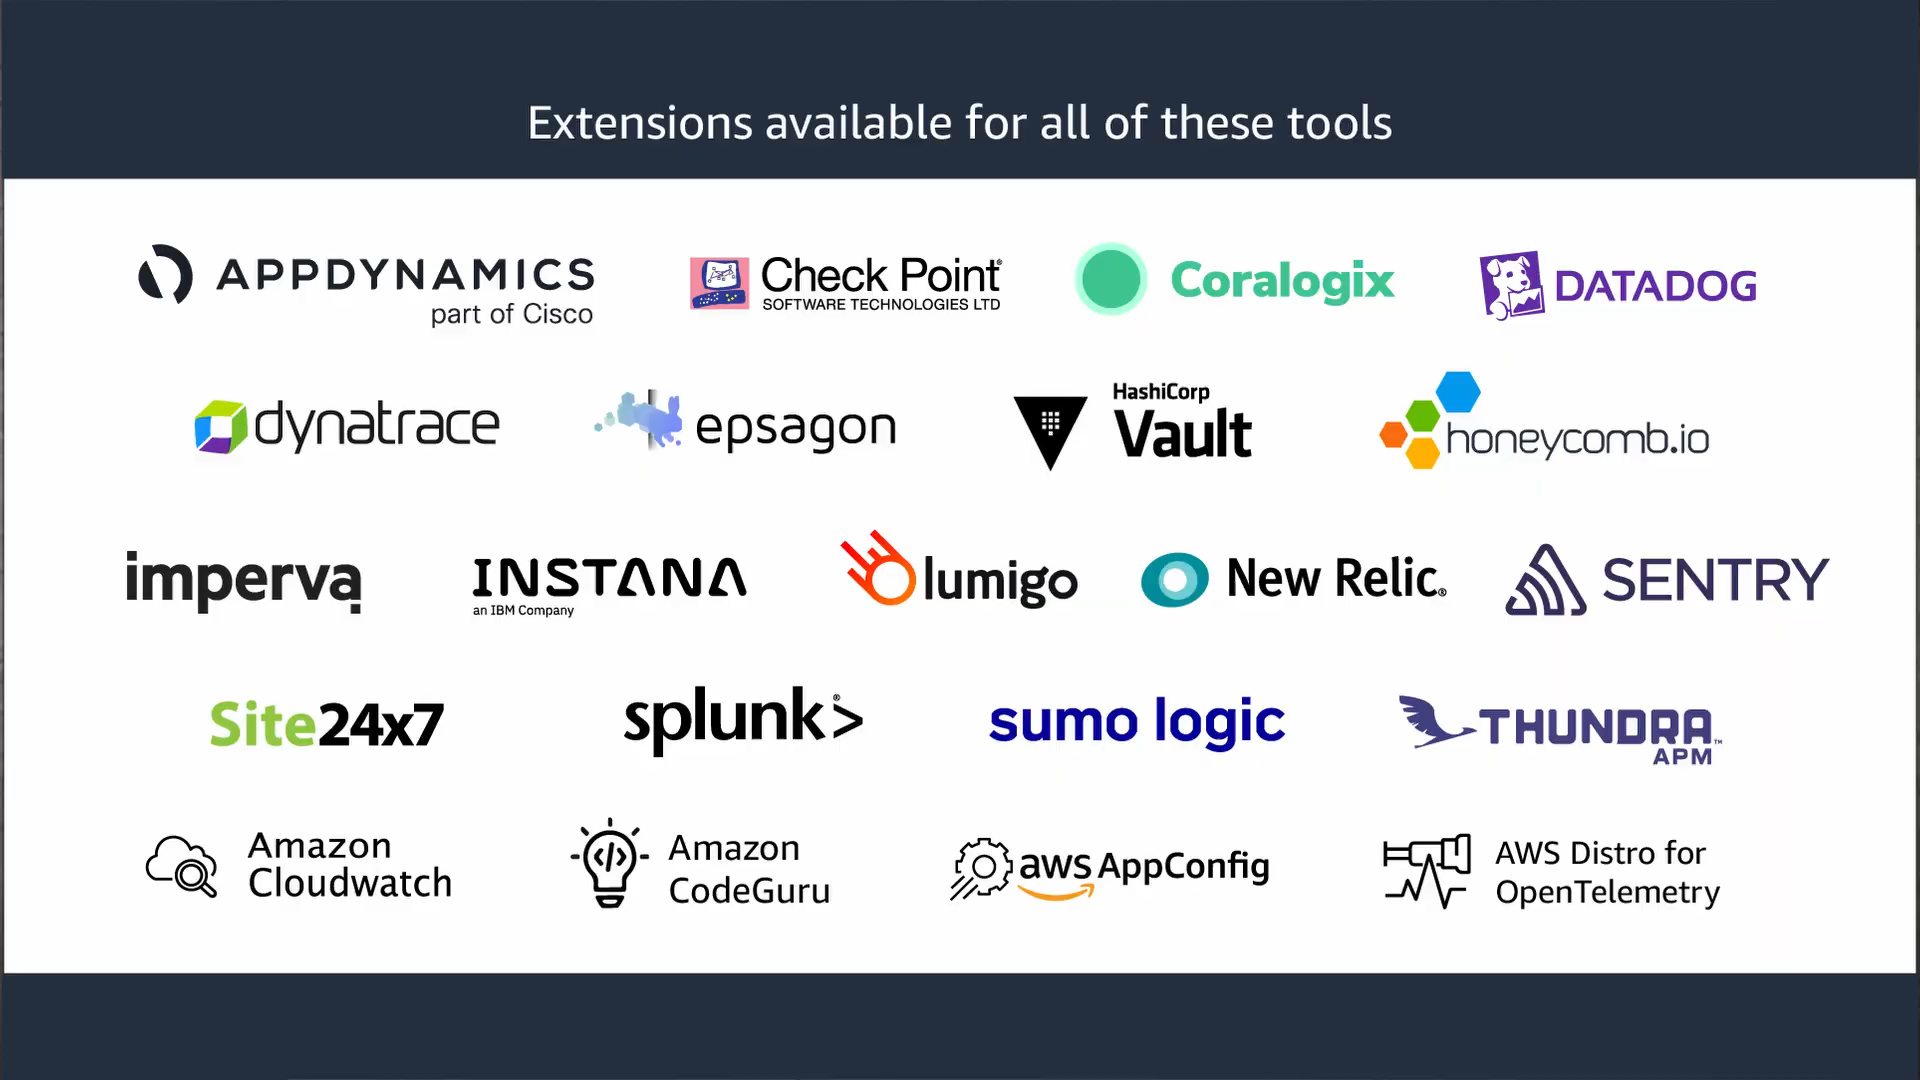 Extensions available for all of these tools
APPDYNAMICS
part of Cisco
Check Point®
SOFTWARE TECHNOLOGIES LTD
Coralogix
DATADOG
dynatrace
epsagon
HashiCorp
Vault
honeycomb.io
imperva
INSTANA
an IBM Company
lumigo
New Relic®
SENTRY
Site24x7
splunk>®
sumo logic
THUNDRA™
APM
Amazon
Cloudwatch
Amazon
CodeGuru
aws AppConfig
AWS Distro for
OpenTelemetry